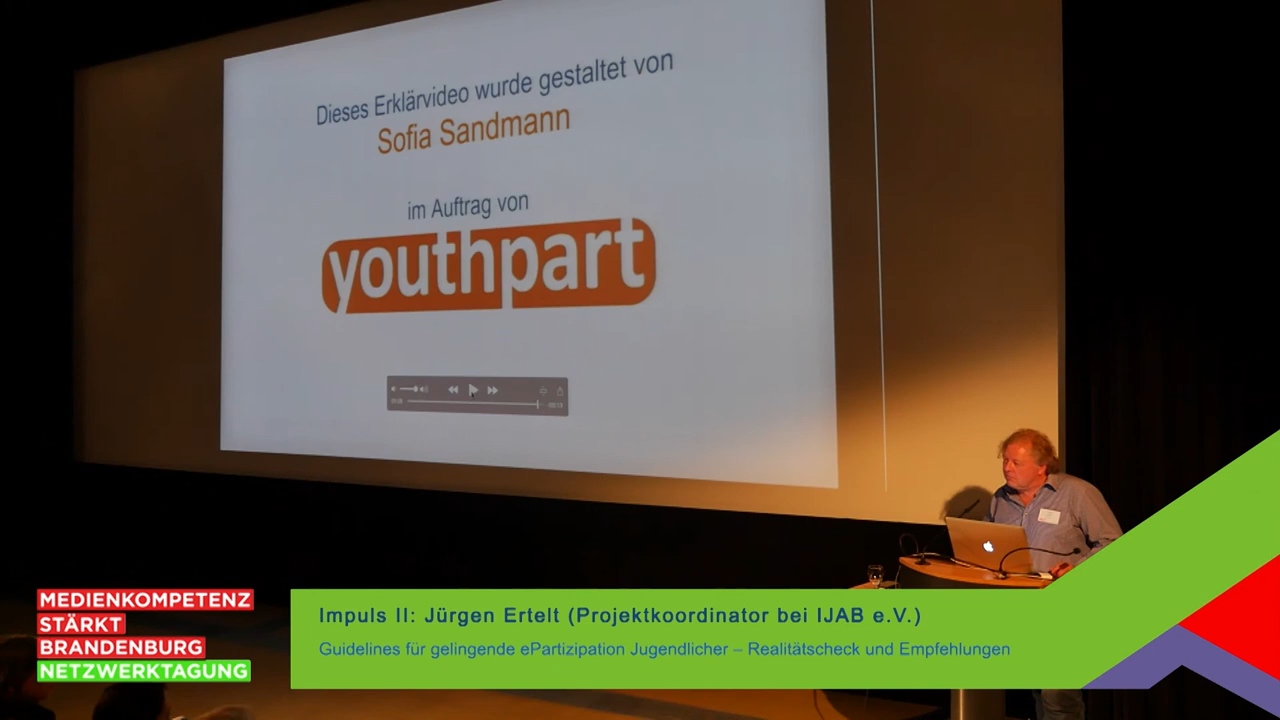 Dieses Erklärvideo wurde gestaltet von
Sofia Sandmann
im Auftrag von
youthpart
MEDIENKOMPETENZ
STÄRKT
BRANDENBURG
NETZWERKTAGUNG
Impuls II: Jürgen Ertelt (Projektkoordinator bei IJAB e.V.)
Guidelines für gelingende ePartizipation Jugendlicher – Realitätscheck und Empfehlungen